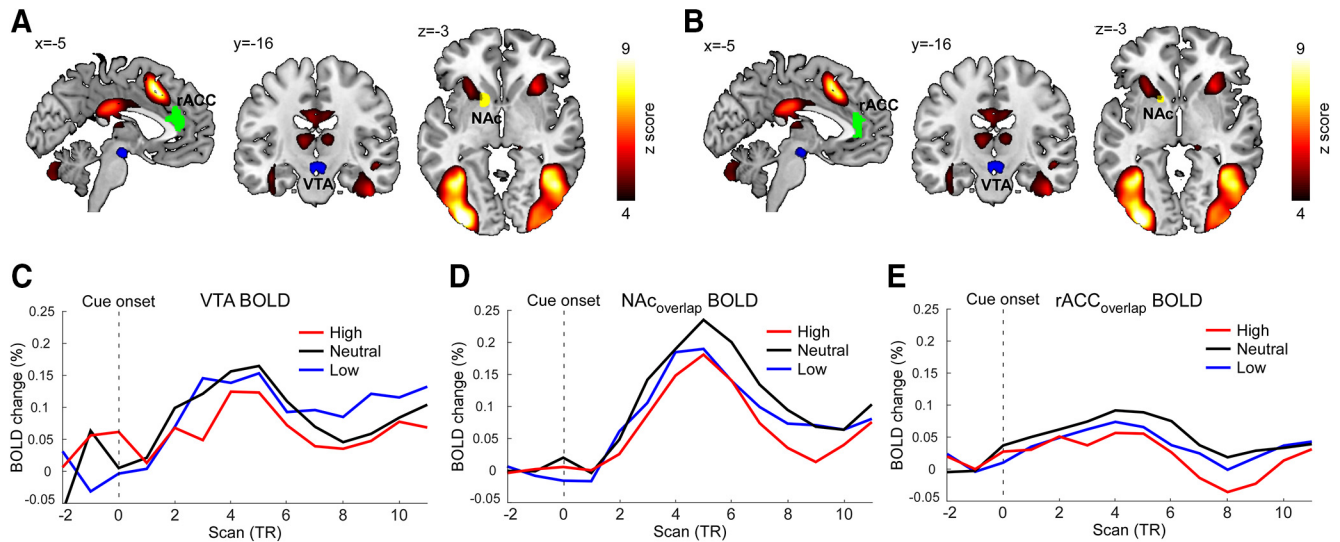 A
x=-5
y=-16
z=-3
rACC
NAc
VTA
9
z score
4
B
x=-5
y=-16
z=-3
rACC
NAc
VTA
9
z score
4
C
Cue onset
VTA BOLD
0.25
0.2
0.15
0.1
0.05
0
-0.05
BOLD change (%)
High
Neutral
Low
-2 0 2 4 6 8 10
Scan (TR)
D
Cue onset
NAcoverlap BOLD
0.25
0.2
0.15
0.1
0.05
0
-0.05
BOLD change (%)
High
Neutral
Low
-2 0 2 4 6 8 10
Scan (TR)
E
Cue onset
rACCoverlap BOLD
0.25
0.2
0.15
0.1
0.05
0
-0.05
BOLD change (%)
High
Neutral
Low
-2 0 2 4 6 8 10
Scan (TR)